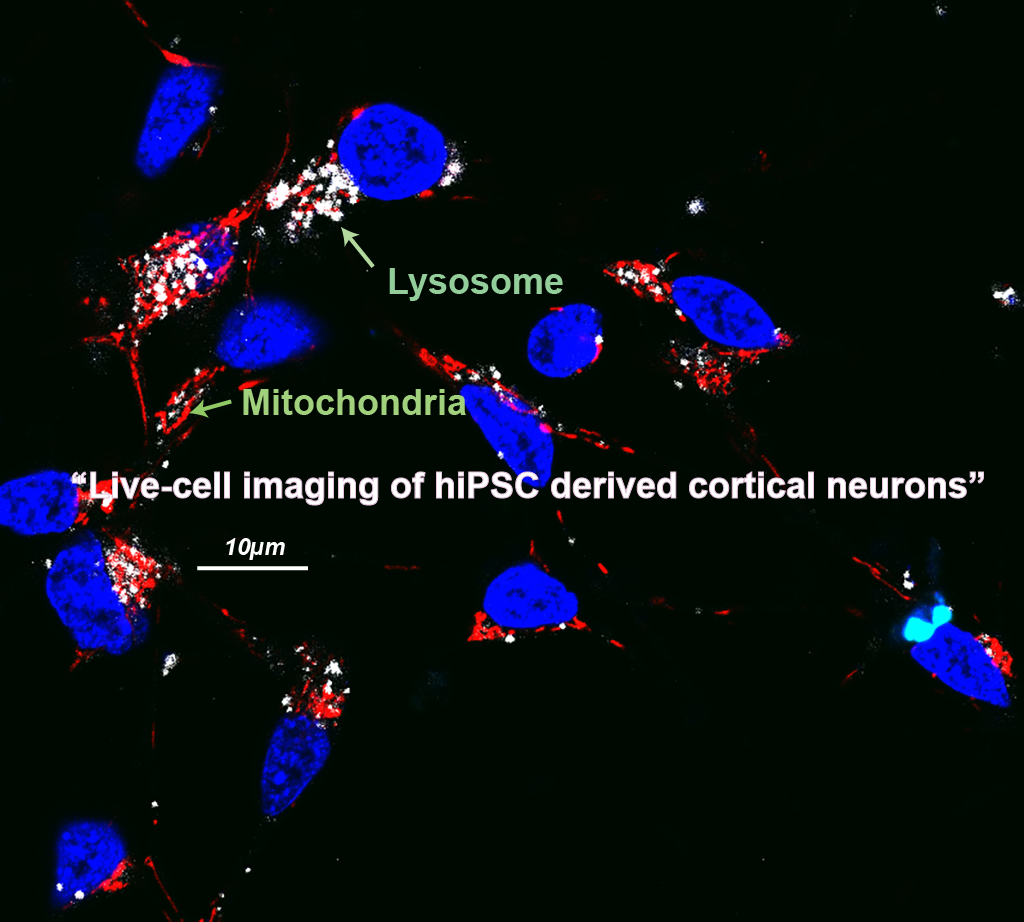 Lysosome
Mitochondria
“Live-cell imaging of hiPSC derived cortical neurons”
10µm